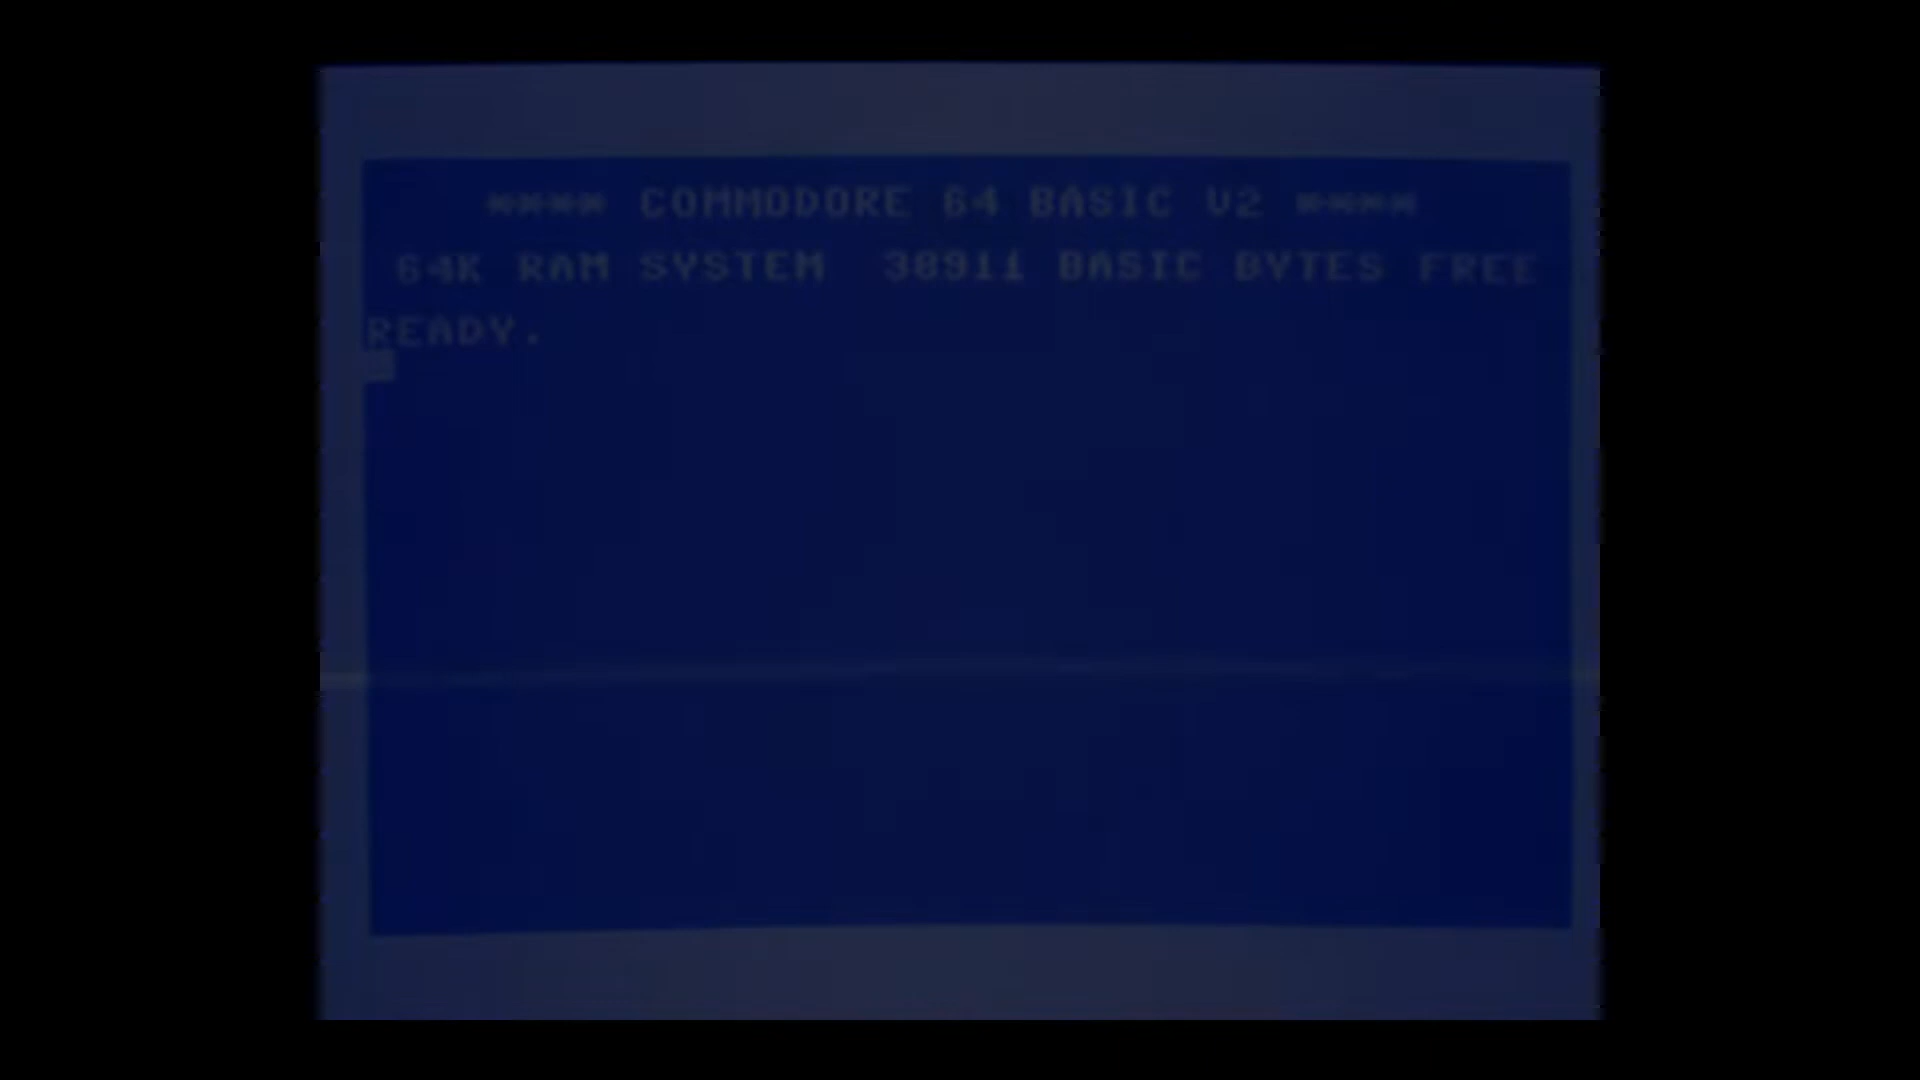 **** COMMODORE 64 BASIC V2 ****
64K RAM SYSTEM 38911 BASIC BYTES FREE
READY.